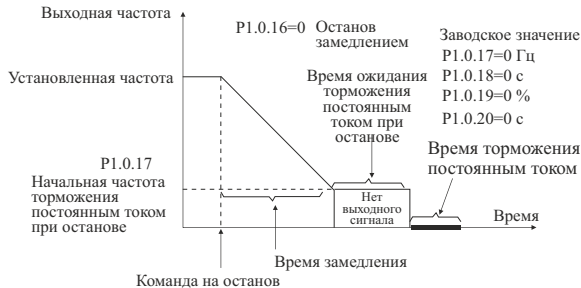 Выходная частота
P1.0.16=0 Останов
замедлением
Заводское значение
P1.0.17=0 Гц
P1.0.18=0 с
P1.0.19=0 %
P1.0.20=0 с
Установленная частота
Время ожидания
торможения
постоянным
током при
останове
Время торможения
постоянным током
P1.0.17
Начальная частота
торможения
постоянным током
при останове
Нет
выходного
сигнала
Время
Время замедления
Команда на останов